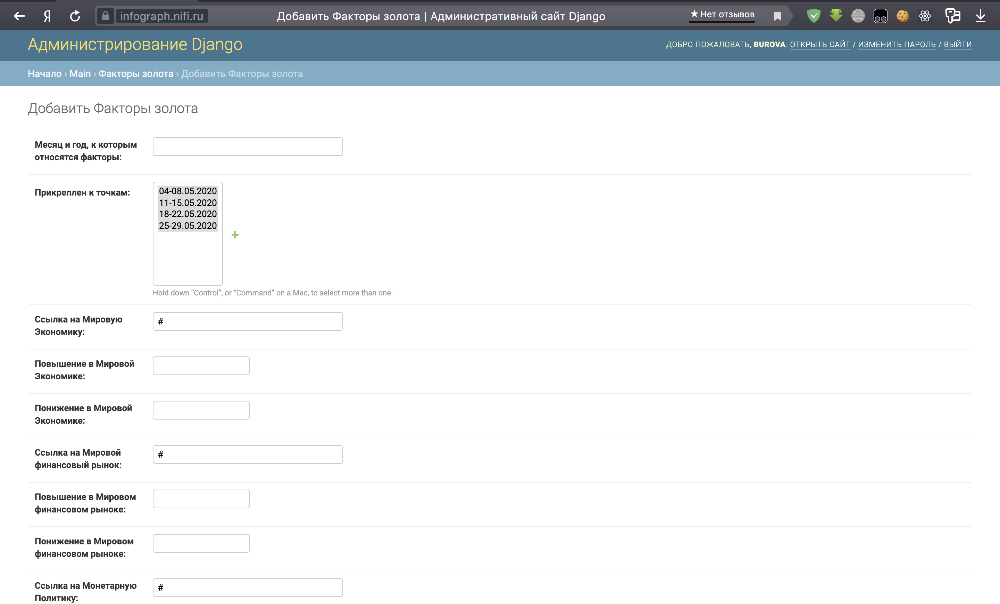 Я
infograph.nifi.ru
Добавить Факторы золота | Административный сайт Django
★ Нет отзывов
Администрирование Django
ДОБРО ПОЖАЛОВАТЬ, BUROVA. ОТКРЫТЬ САЙТ / ИЗМЕНИТЬ ПАРОЛЬ / ВЫЙТИ
Начало › Main › Факторы золота › Добавить Факторы золота
Добавить Факторы золота
Месяц и год, к которым
относятся факторы:
Прикреплен к точкам:
04-08.05.2020
11-15.05.2020
18-22.05.2020
25-29.05.2020
Hold down “Control”, or “Command” on a Mac, to select more than one.
Ссылка на Мировую
Экономику:
#
Повышение в Мировой
Экономике:
Понижение в Мировой
Экономике:
Ссылка на Мировой
финансовый рынок:
#
Повышение в Мировом
финансовом рыноке:
Понижение в Мировом
финансовом рыноке:
Ссылка на Монетарную
Политику:
#